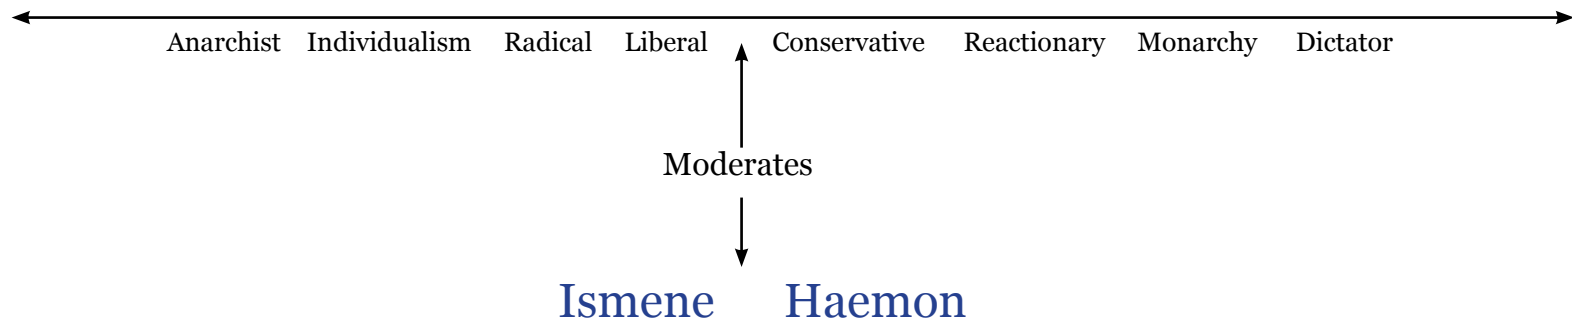 Anarchist Individualism Radical Liberal Conservative Reactionary Monarchy Dictator
Moderates
Ismene Haemon